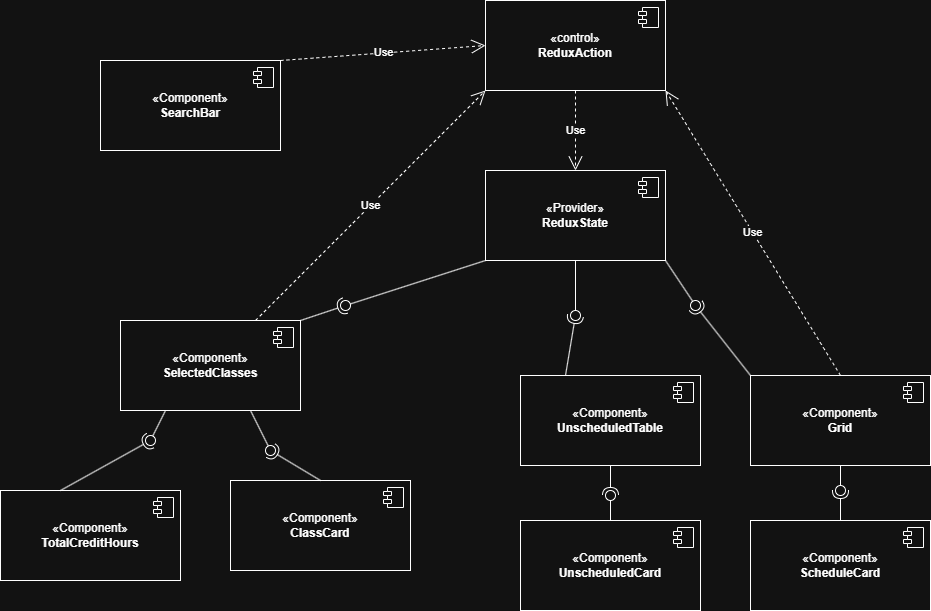 «control»
ReduxAction
Use
«Component»
SearchBar
Use
Use
«Provider»
ReduxState
Use
«Component»
SelectedClasses
«Component»
UnscheduledTable
«Component»
Grid
«Component»
TotalCreditHours
«Component»
ClassCard
«Component»
UnscheduledCard
«Component»
ScheduleCard